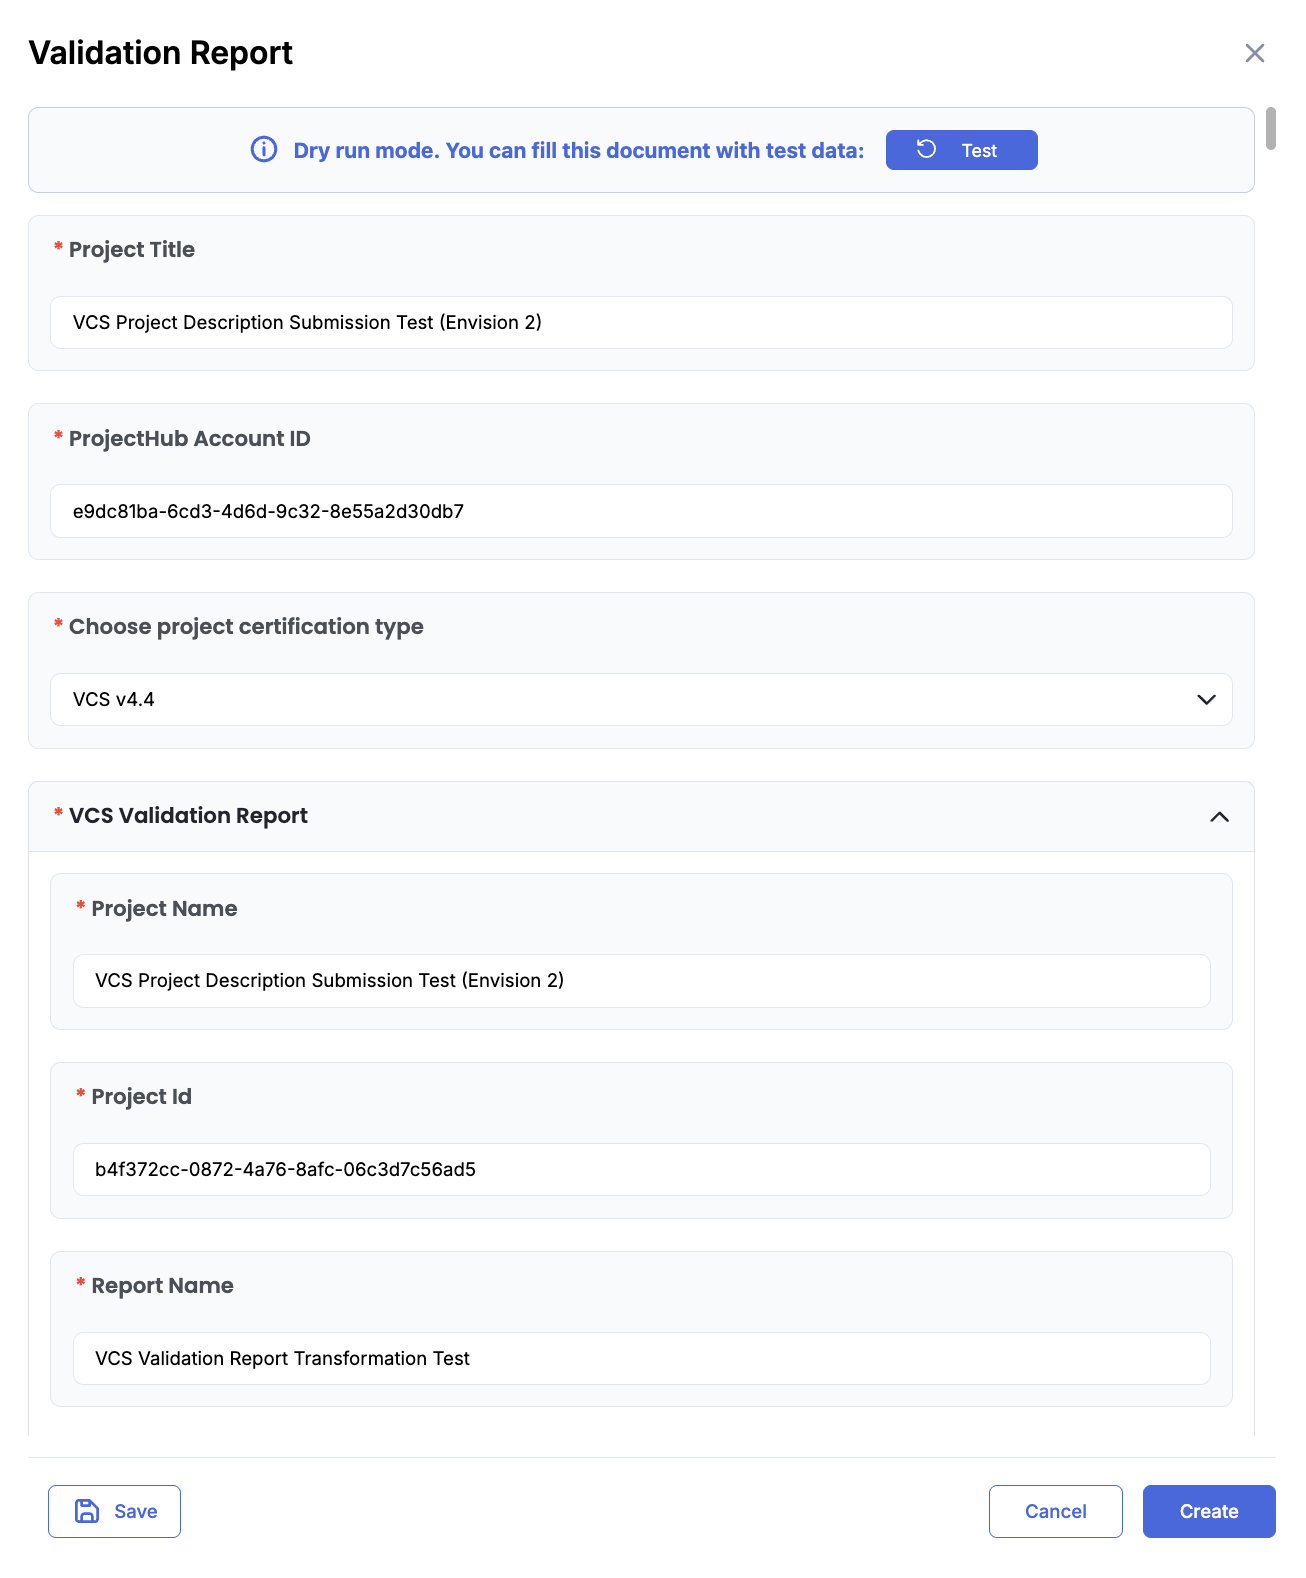 Validation Report
Dry run mode. You can fill this document with test data:
Test
* Project Title
VCS Project Description Submission Test (Envision 2)
* ProjectHub Account ID
e9dc81ba-6cd3-4d6d-9c32-8e55a2d30db7
* Choose project certification type
VCS v4.4
* VCS Validation Report
* Project Name
VCS Project Description Submission Test (Envision 2)
* Project Id
b4f372cc-0872-4a76-8afc-06c3d7c56ad5
* Report Name
VCS Validation Report Transformation Test
Save
Cancel
Create